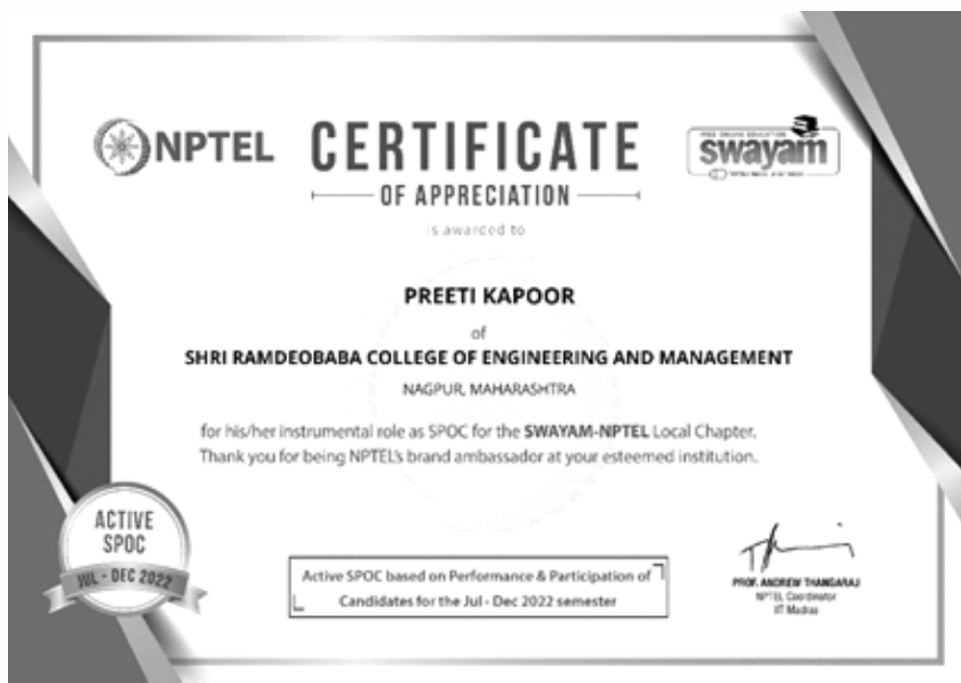 NPTEL
CERTIFICATE
OF APPRECIATION
FREE ONLINE EDUCATION
swayam
is awarded to
PREETI KAPOOR
of
SHRI RAMDEOBABA COLLEGE OF ENGINEERING AND MANAGEMENT
NAGPUR, MAHARASHTRA
for his/her instrumental role as SPOC for the SWAYAM-NPTEL Local Chapter.
Thank you for being NPTEL's brand ambassador at your esteemed institution.
ACTIVE
SPOC
JUL - DEC 2022
Active SPOC based on Performance & Participation of
Candidates for the Jul - Dec 2022 semester
PROF. ANDREW THANGARAJ
NPTEL Coordinator
IIT Madras